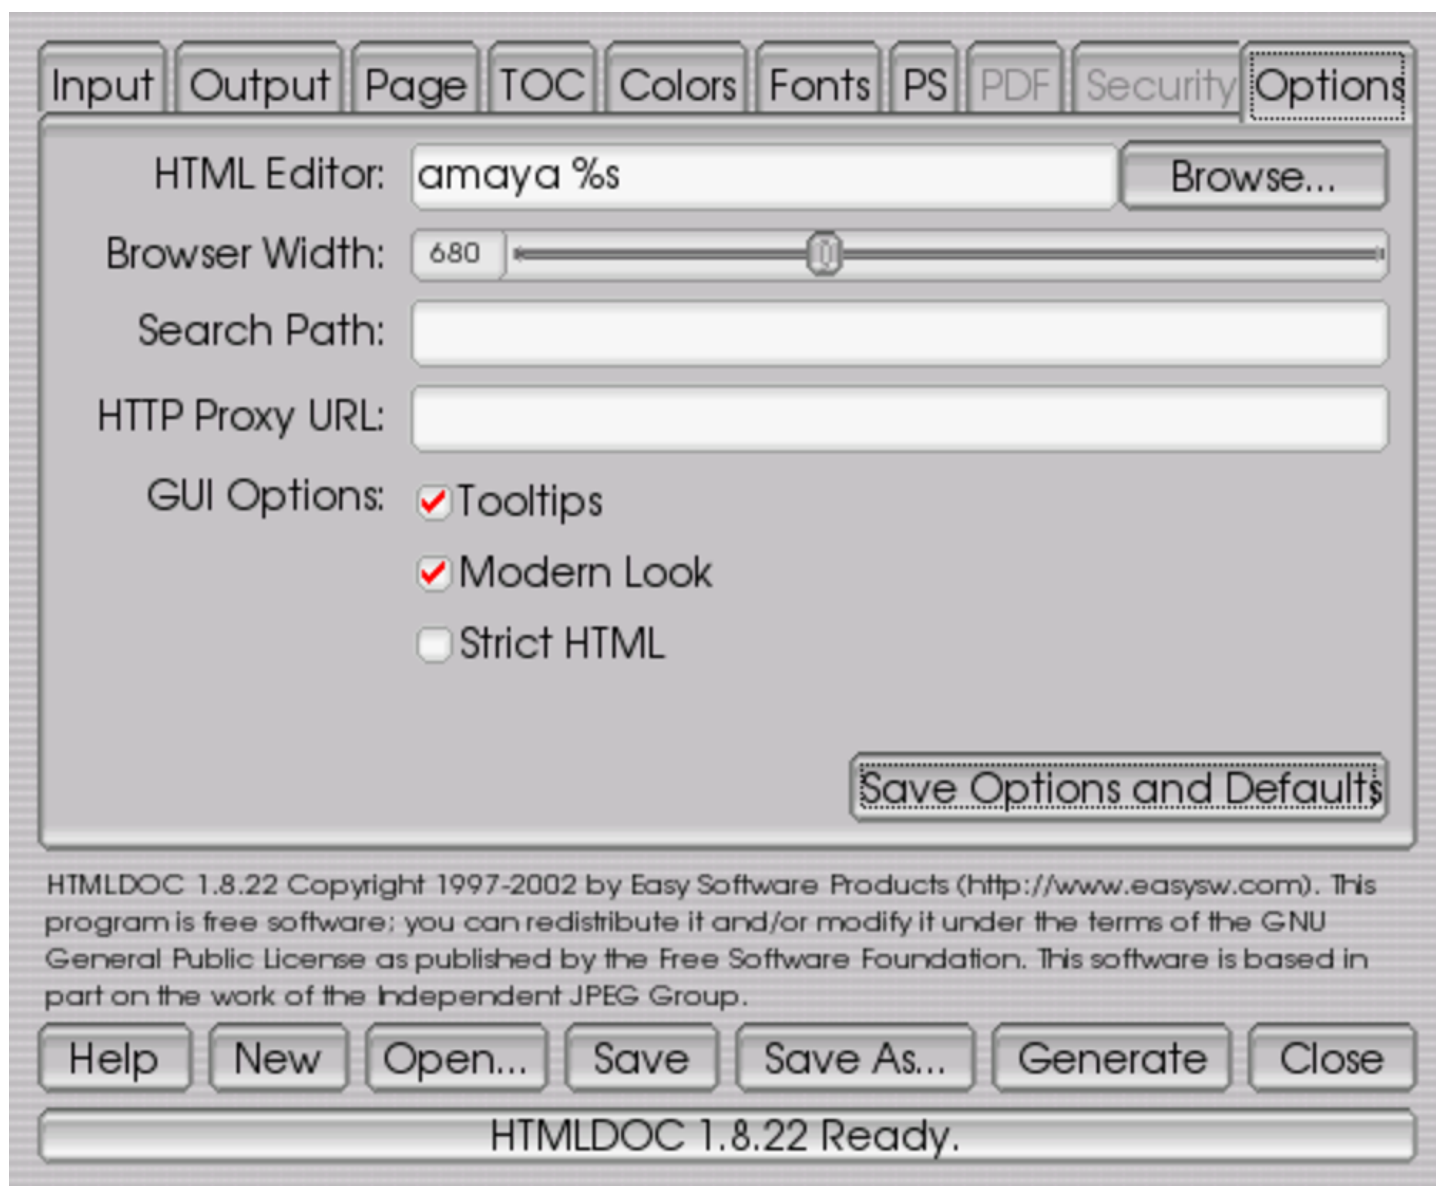 Input Output Page TOC Colors Fonts PS PDF Security Options
HTML Editor: amaya %s Browse...
Browser Width: 680
Search Path:
HTTP Proxy URL:
GUI Options: Tooltips
Modern Look
Strict HTML
Save Options and Defaults
HTMLDOC 1.8.22 Copyright 1997-2002 by Easy Software Products (http://www.easysw.com). This
program is free software; you can redistribute it and/or modify it under the terms of the GNU
General Public License as published by the Free Software Foundation. This software is based in
part on the work of the Independent JPEG Group.
Help New Open... Save Save As... Generate Close
HTMLDOC 1.8.22 Ready.